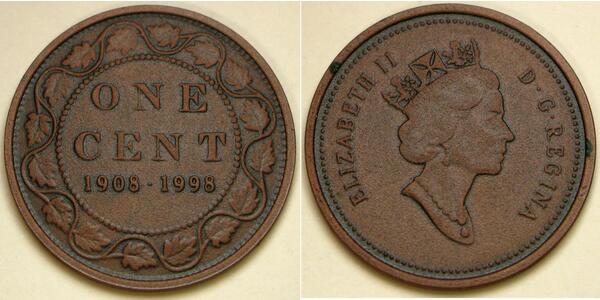 ONE
CENT
1908 - 1998
ELIZABETH II
D · G · REGINA